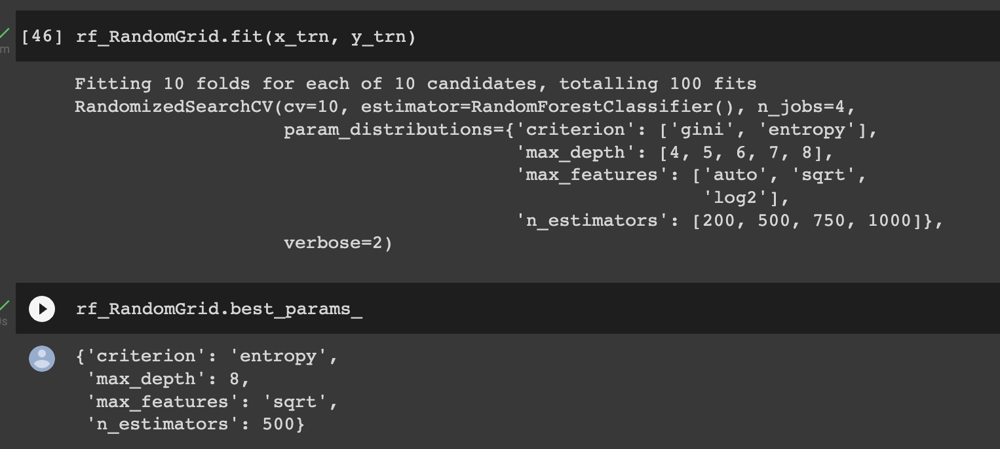 [46] rf_RandomGrid.fit(x_trn, y_trn)
m
Fitting 10 folds for each of 10 candidates, totalling 100 fits
RandomizedSearchCV(cv=10, estimator=RandomForestClassifier(), n_jobs=4,
param_distributions={'criterion': ['gini', 'entropy'],
'max_depth': [4, 5, 6, 7, 8],
'max_features': ['auto', 'sqrt',
'log2'],
'n_estimators': [200, 500, 750, 1000]},
verbose=2)
rf_RandomGrid.best_params_
s
{'criterion': 'entropy',
'max_depth': 8,
'max_features': 'sqrt',
'n_estimators': 500}